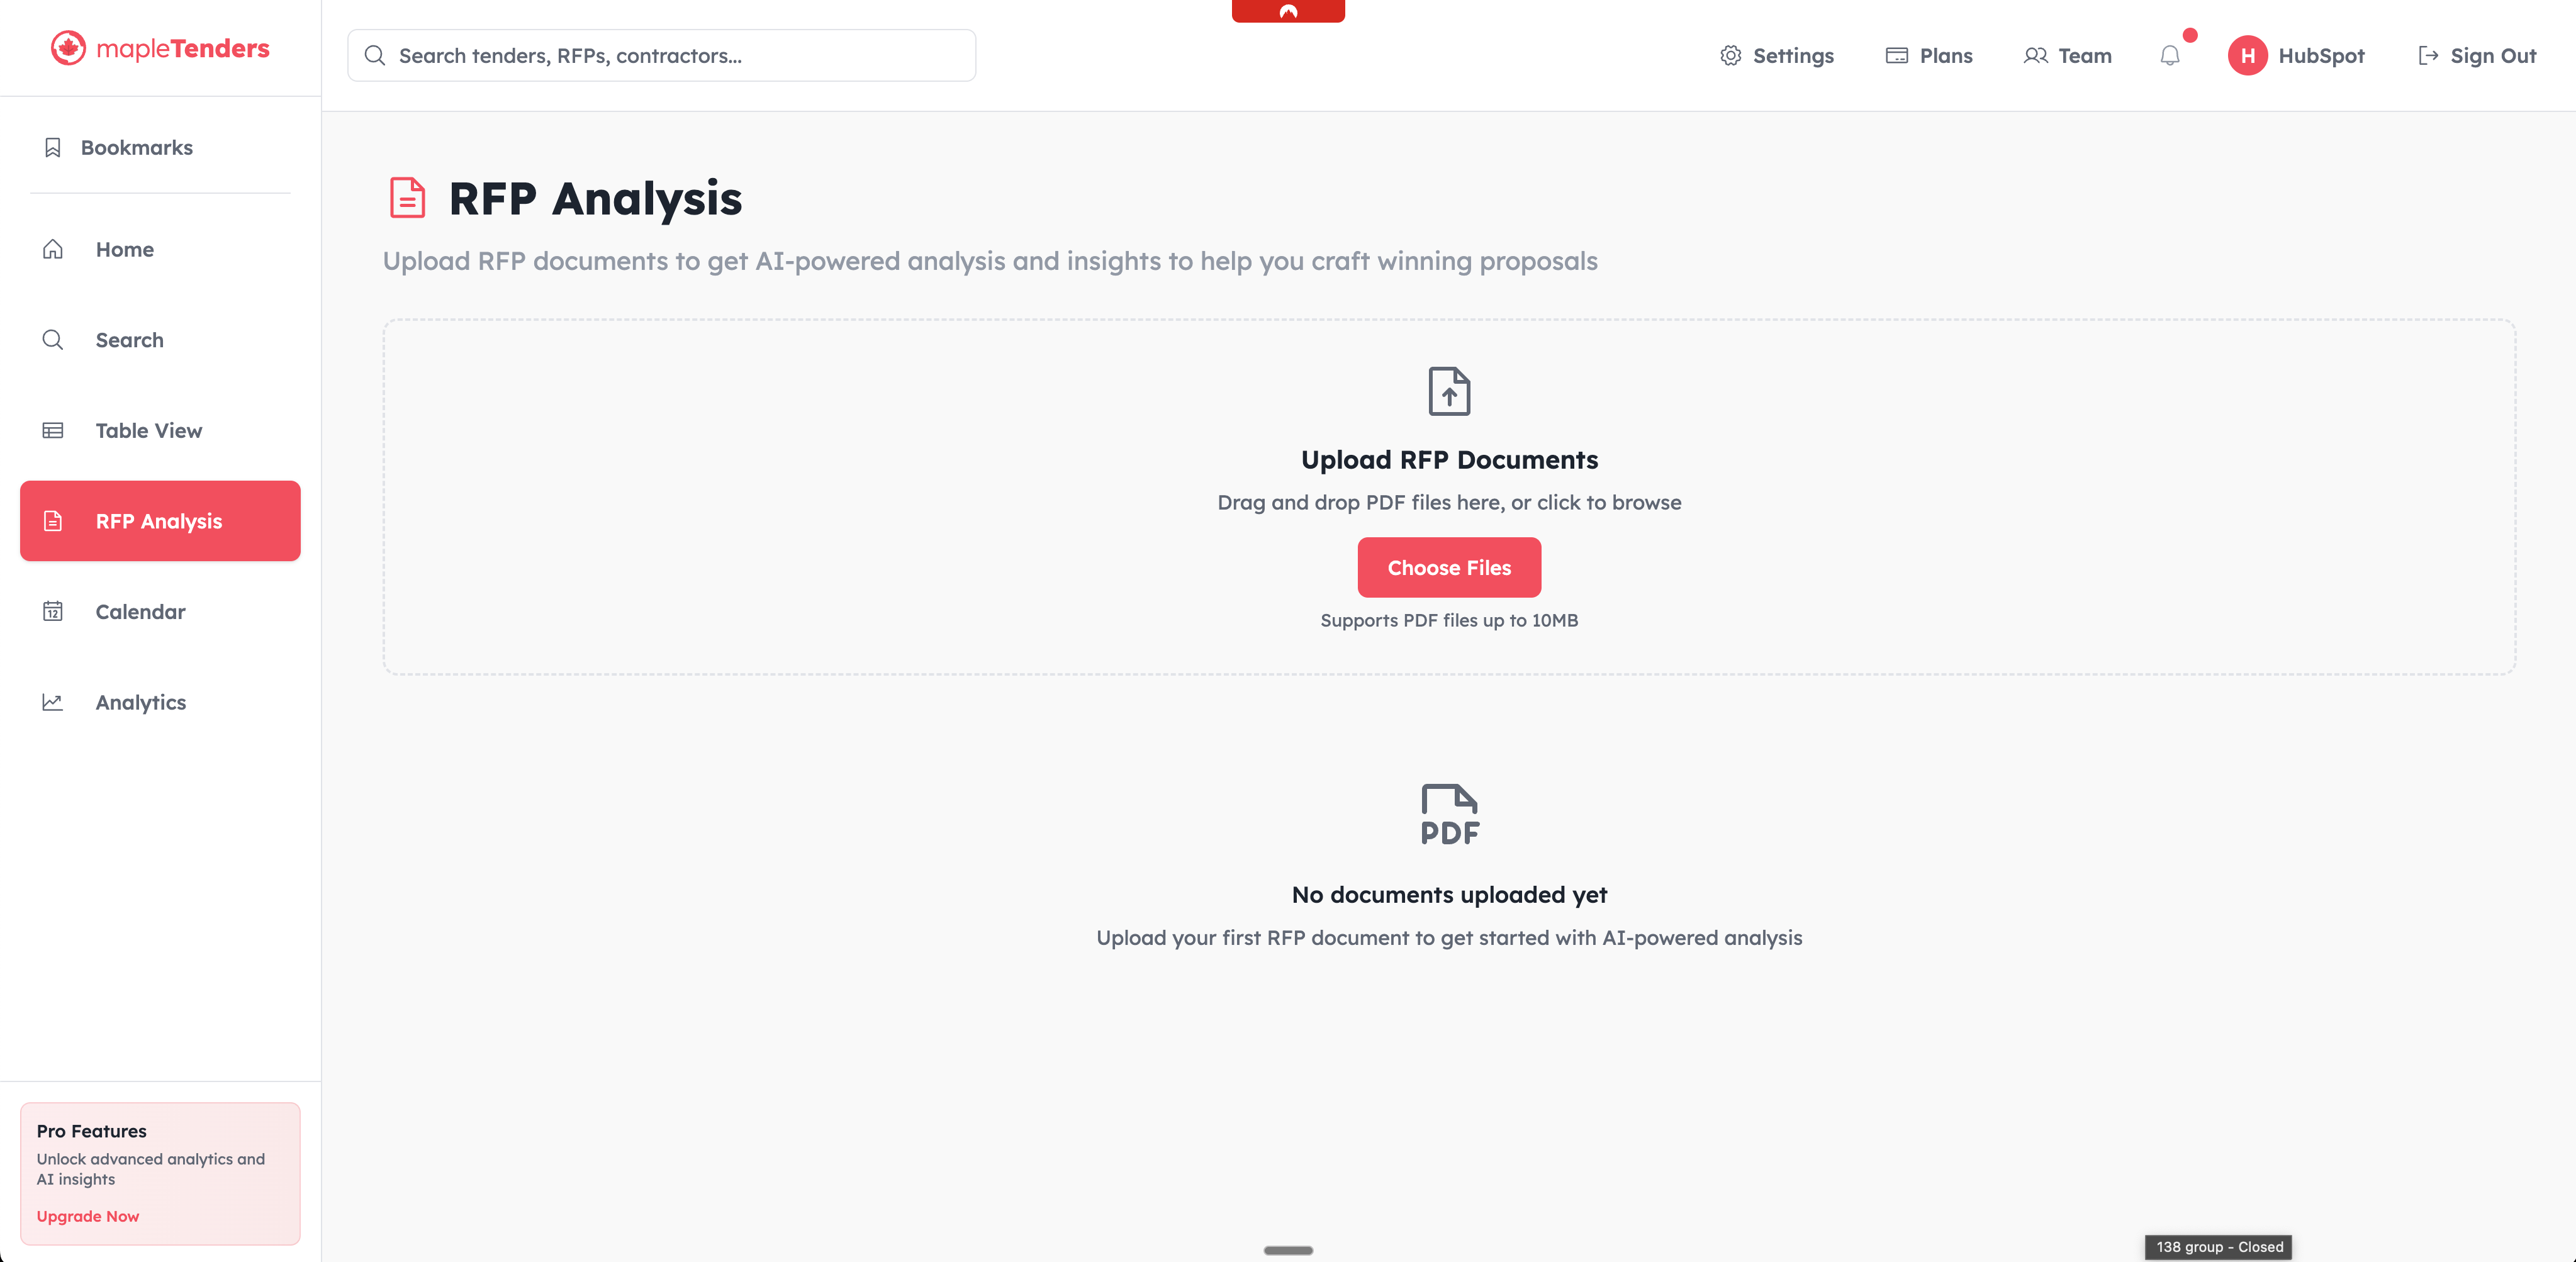 mapleTenders
Search tenders, RFPs, contractors...
Settings
Plans
Team
H
HubSpot
Sign Out
Bookmarks
Home
Search
Table View
RFP Analysis
12
Calendar
Analytics
Pro Features
Unlock advanced analytics and
AI insights
Upgrade Now
RFP Analysis
Upload RFP documents to get AI-powered analysis and insights to help you craft winning proposals
Upload RFP Documents
Drag and drop PDF files here, or click to browse
Choose Files
Supports PDF files up to 10MB
PDF
No documents uploaded yet
Upload your first RFP document to get started with AI-powered analysis
138 group - Closed